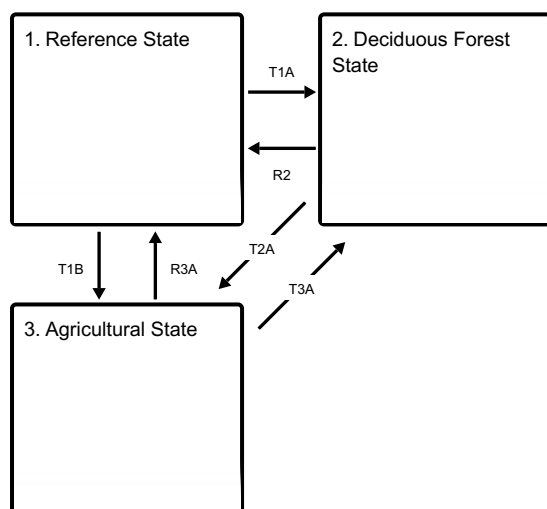 1. Reference State
2. Deciduous Forest
State
T1A
R2
T2A
T1B
R3A
T3A
3. Agricultural State